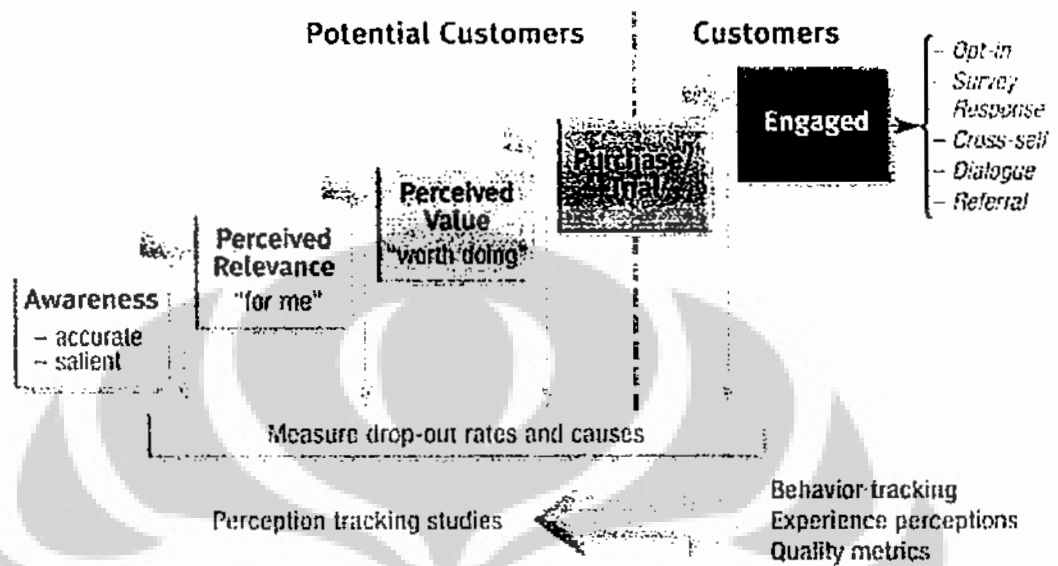 Potential Customers
Customers
Awareness
– accurate
– salient
Perceived
Relevance
"for me"
Perceived
Value
"worth doing"
Purchase/
Trial
Engaged
– Opt-in
– Survey
Response
– Cross-sell
– Dialogue
– Referral
Measure drop-out rates and causes
Perception tracking studies
Behavior tracking
Experience perceptions
Quality metrics